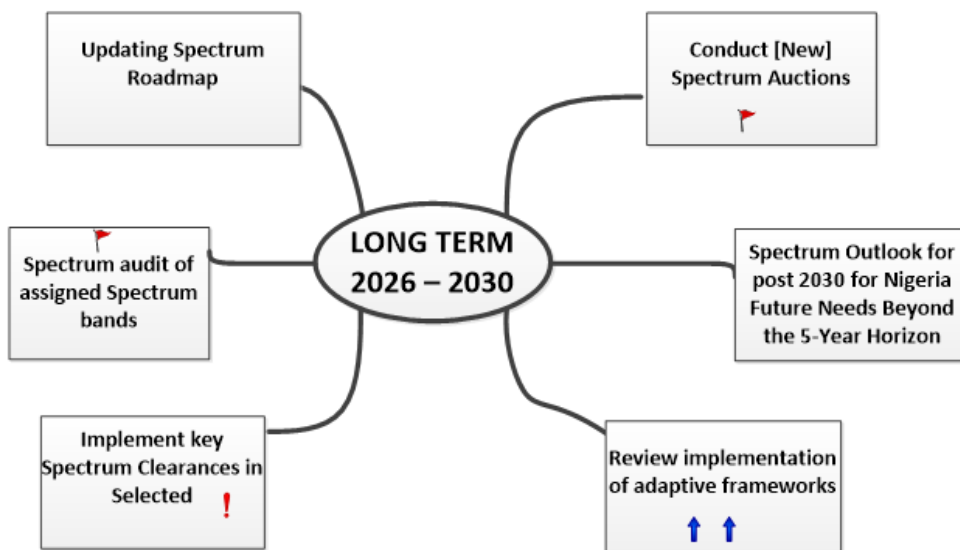 Updating Spectrum
Roadmap
Conduct [New]
Spectrum Auctions
LONG TERM
2026 – 2030
Spectrum audit of
assigned Spectrum
bands
Spectrum Outlook for
post 2030 for Nigeria
Future Needs Beyond
the 5-Year Horizon
Implement key
Spectrum Clearances in
Selected
Review implementation
of adaptive frameworks